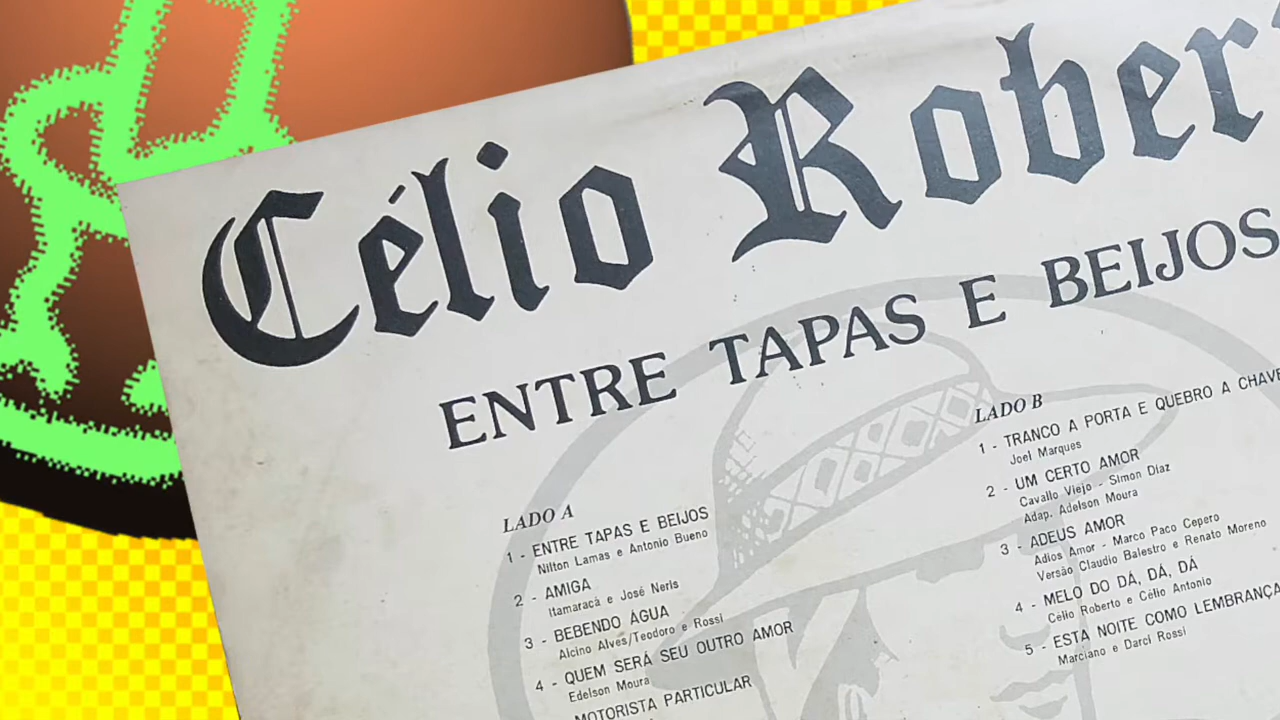 Célio Rober
ENTRE TAPAS E BEIJOS
LADO A
1 - ENTRE TAPAS E BEIJOS
Nilton Lamas e Antonio Bueno
2 - AMIGA
Itamaracá e José Neris
3 - BEBENDO ÁGUA
Alcino Alves/Teodoro e Rossi
4 - QUEM SERÁ SEU OUTRO AMOR
Edelson Moura
MOTORISTA PARTICULAR
LADO B
1 - TRANCO A PORTA E QUEBRO A CHAVE
Joel Marques
2 - UM CERTO AMOR
Cavallo Viejo - Simon Diaz
Adap. Adelson Moura
3 - ADEUS AMOR
Adios Amor - Marco Paco Cepero
Versão Claudio Balestro e Renato Moreno
4 - MELO DO DÁ, DÁ, DÁ
Célio Roberto e Célio Antonio
5 - ESTA NOITE COMO LEMBRANÇA
Marciano e Darci Rossi